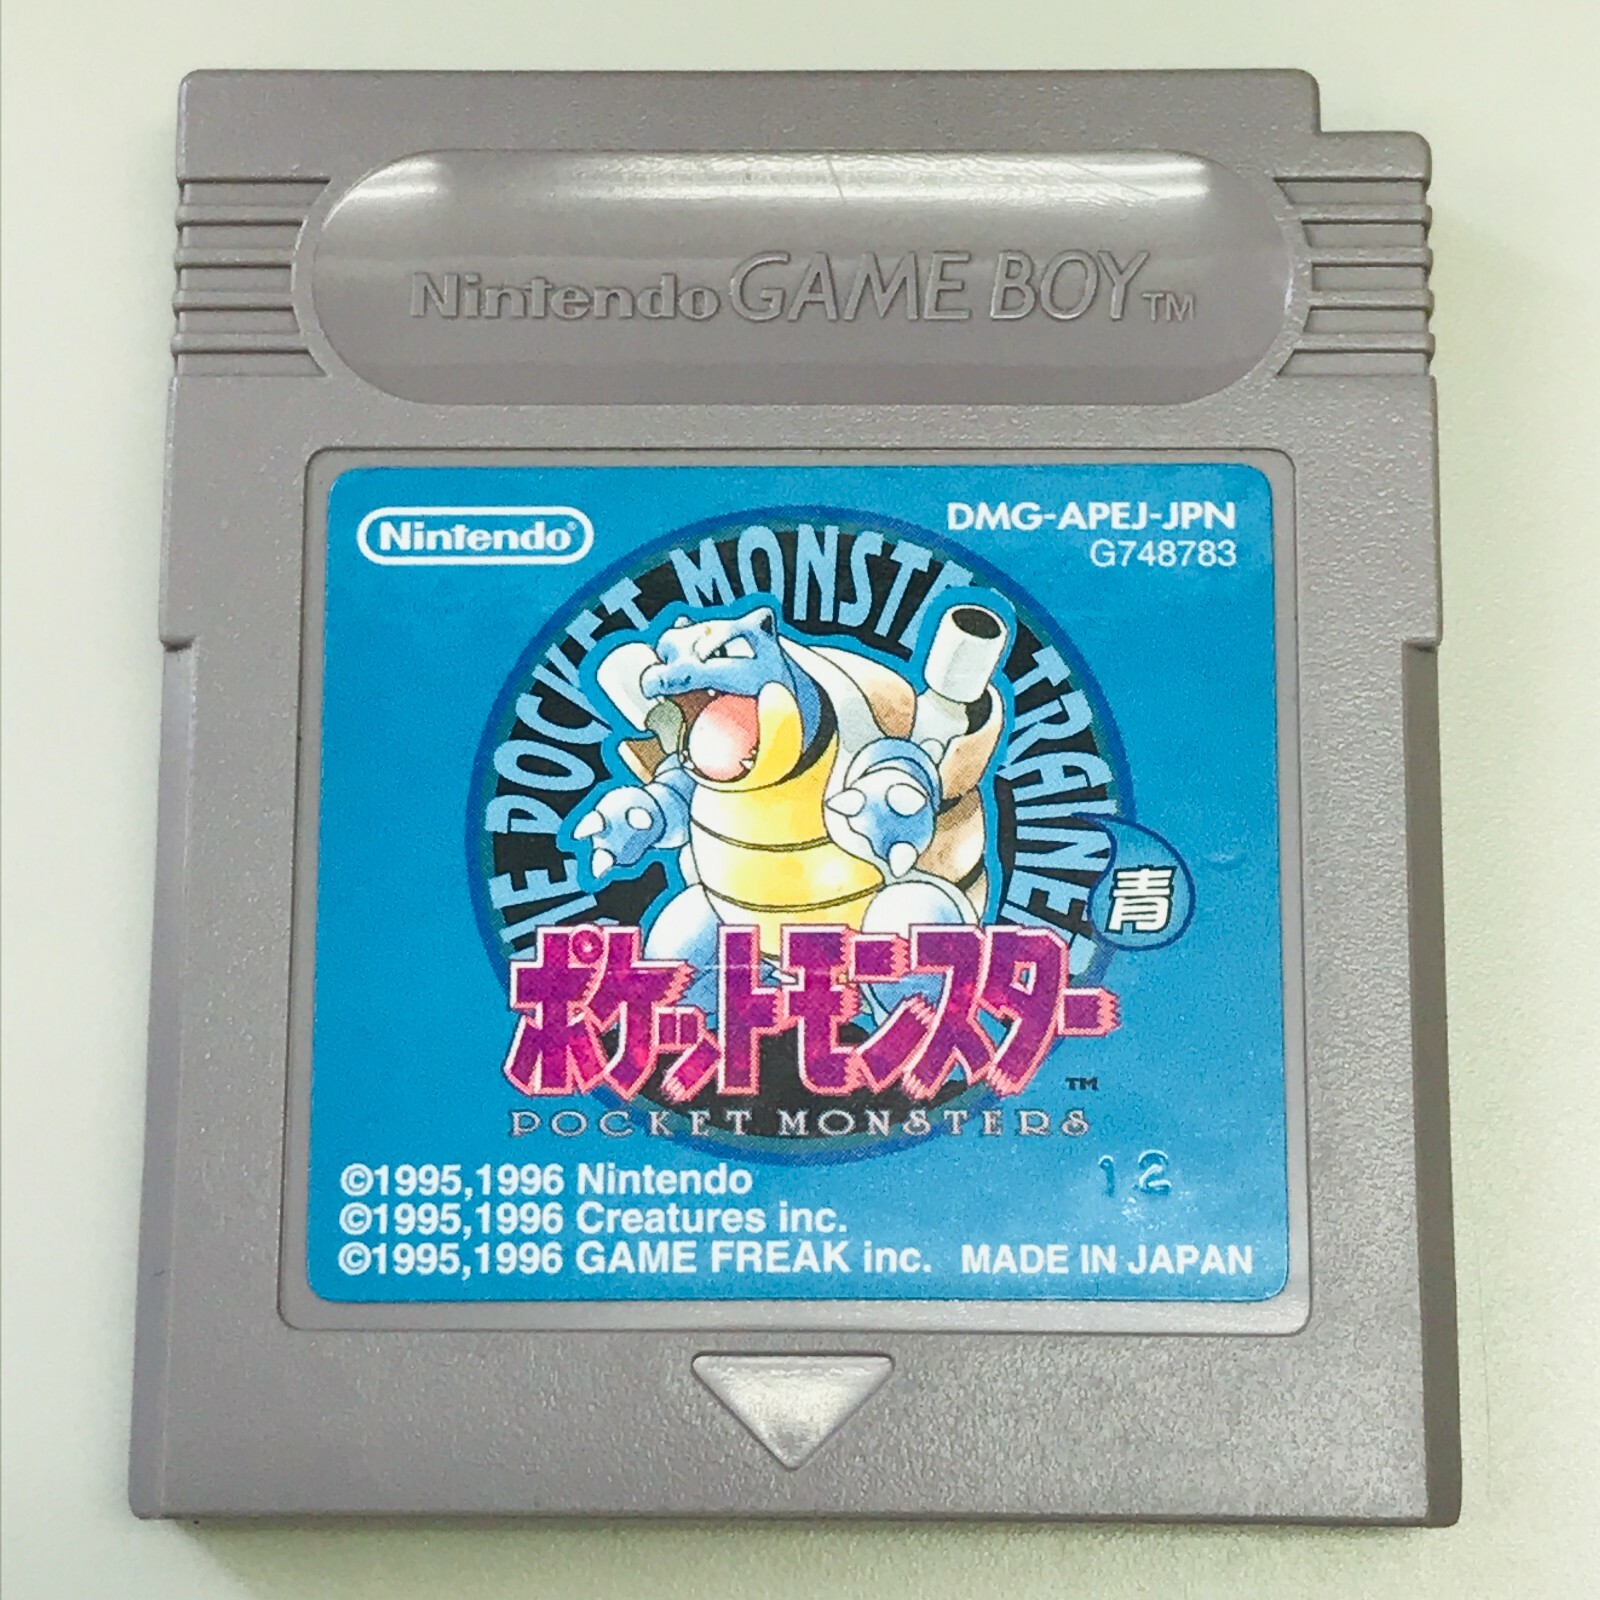 Nintendo GAME BOY™
Nintendo®
DMG-APEJ-JPN
G748783
THE POCKET MONSTER TRAINER
青
ポケットモンスター™
POCKET MONSTERS
12
©1995,1996 Nintendo
©1995,1996 Creatures inc.
©1995,1996 GAME FREAK inc. MADE IN JAPAN